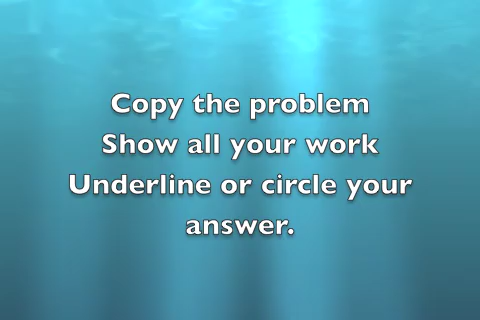 Copy the problem
Show all your work
Underline or circle your
answer.